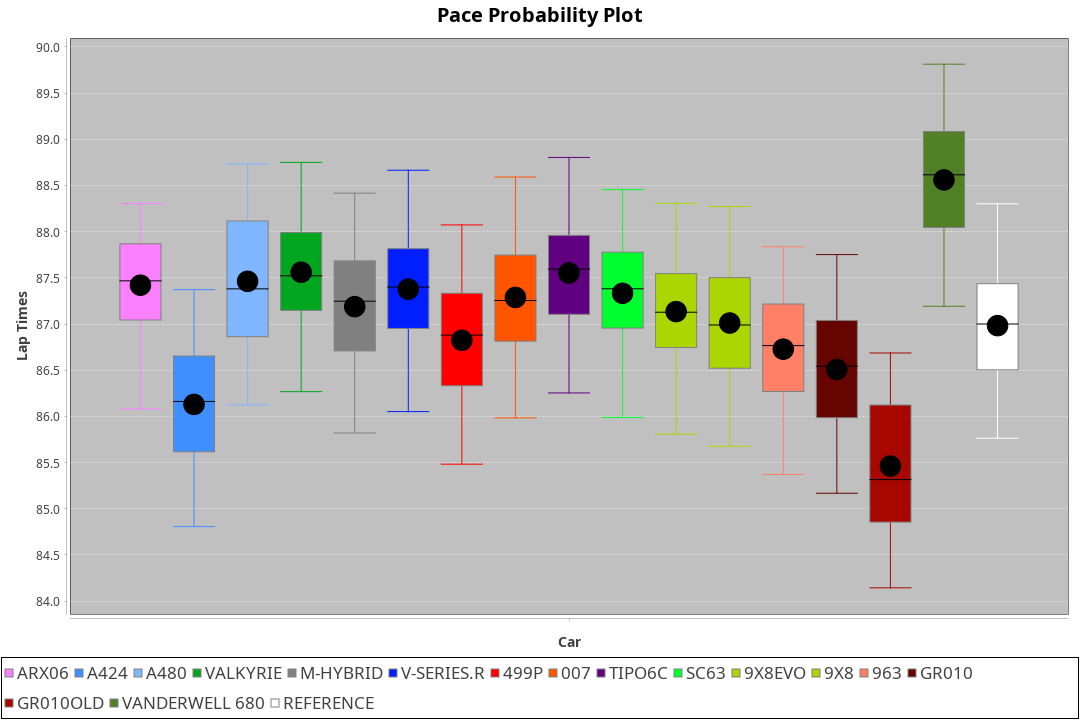 Pace Probability Plot
90.0
89.5
89.0
88.5
88.0
87.5
87.0
86.5
86.0
85.5
85.0
84.5
84.0
Lap Times
Car
ARX06 A424 A480 VALKYRIE M-HYBRID V-SERIES.R 499P 007 TIPO6C SC63 9X8EVO 9X8 963 GR010
GR010OLD VANDERWELL 680 REFERENCE